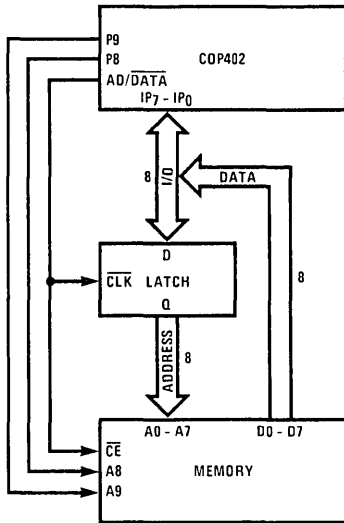 P9
P8
COP402
AD/DATA
IP7 - IP0
8
I/O
DATA
D
CLK LATCH
8
Q
ADDRESS
8
A0 - A7
D0 - D7
CE
A8
MEMORY
A9